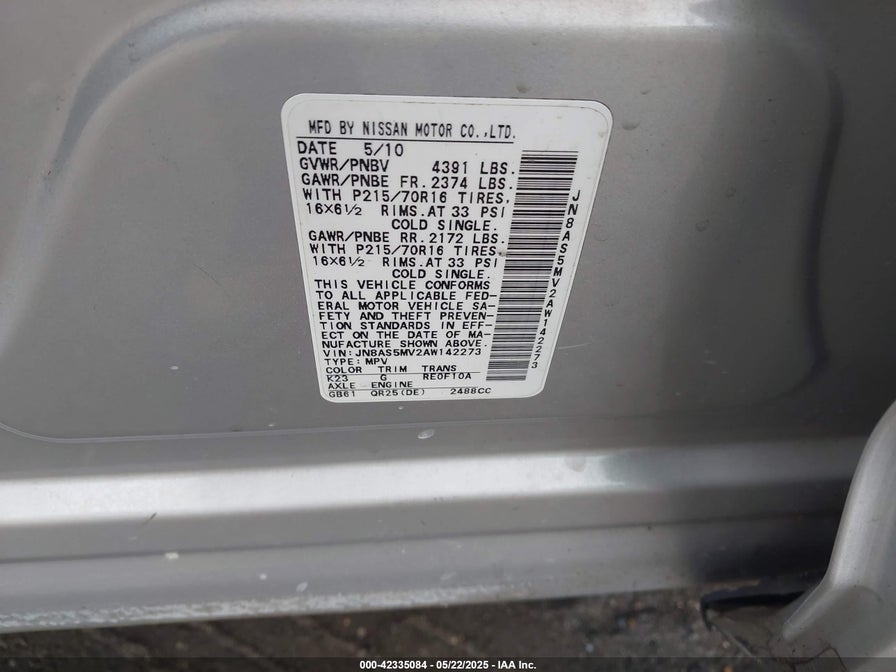 MFD BY NISSAN MOTOR CO.,LTD.
DATE 5/10
GVWR/PNBV 4391 LBS.
GAWR/PNBE FR. 2374 LBS.
WITH P215/70R16 TIRES,
16X6½ RIMS. AT 33 PSI
COLD SINGLE.
GAWR/PNBE RR. 2172 LBS.
WITH P215/70R16 TIRES,
16X6½ RIMS. AT 33 PSI
COLD SINGLE.
THIS VEHICLE CONFORMS
TO ALL APPLICABLE FED-
ERAL MOTOR VEHICLE SA-
FETY AND THEFT PREVEN-
TION STANDARDS IN EFF-
ECT ON THE DATE OF MA-
NUFACTURE SHOWN ABOVE.
VIN: JN8AS5MV2AW142273
TYPE: MPV
COLOR TRIM TRANS
K23 G RE0F10A
AXLE ENGINE
GB61 QR25(DE) 2488CC
JN8AS5MV2AW142273
000-42335084 - 05/22/2025 - IAA Inc.